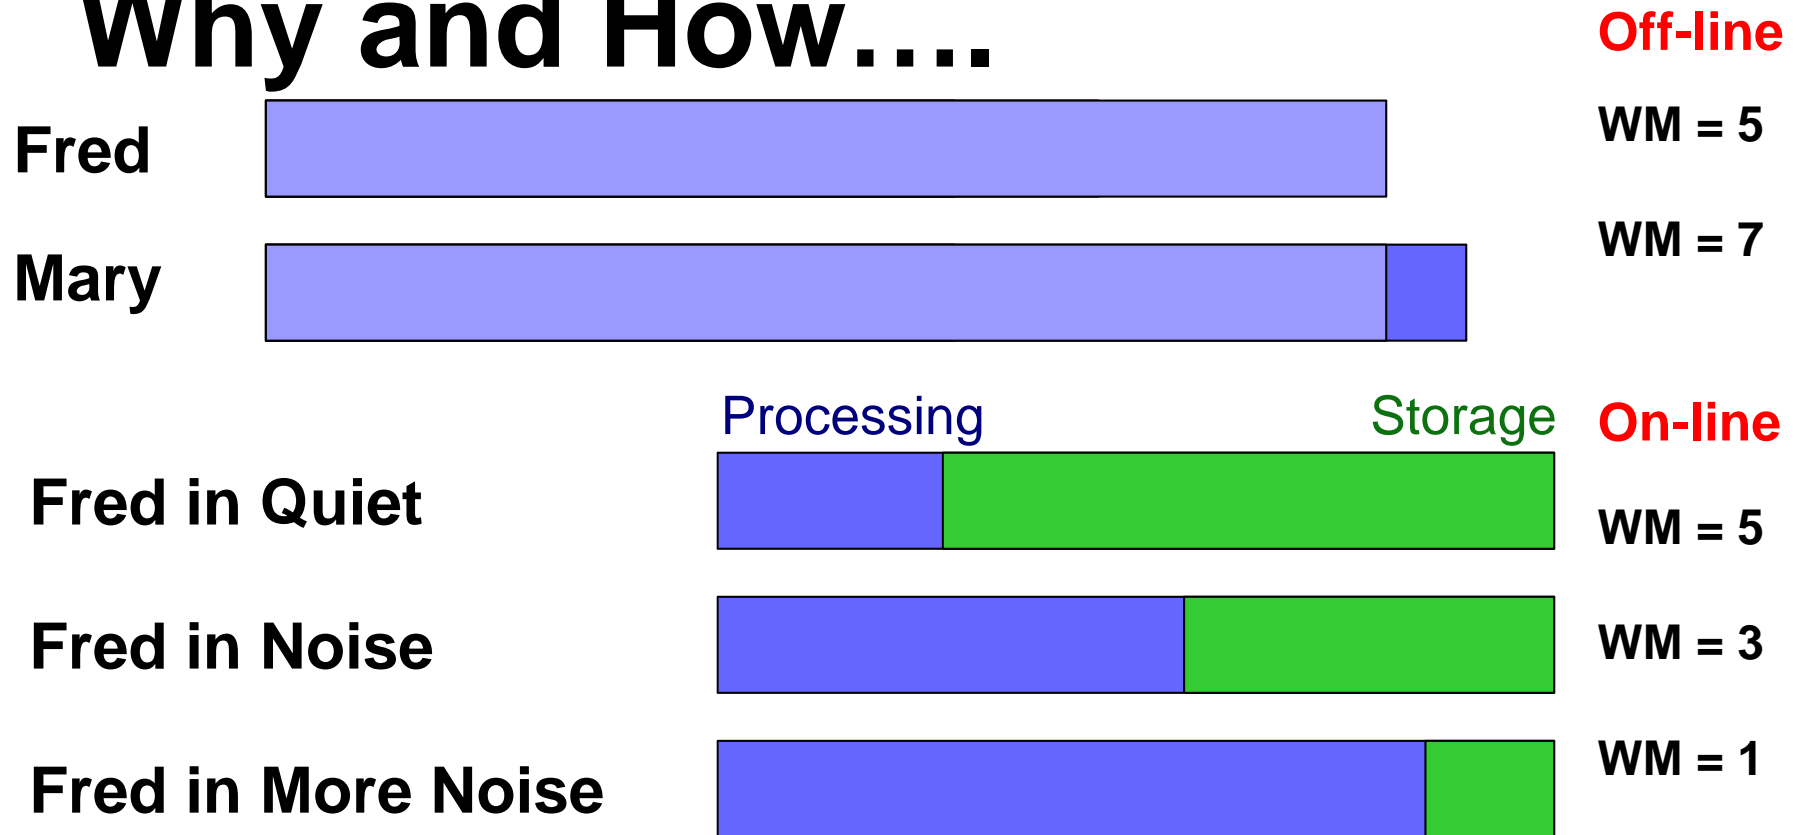 Why and How….
Off-line
Fred
WM = 5
Mary
WM = 7
Processing
Storage
On-line
Fred in Quiet
WM = 5
Fred in Noise
WM = 3
Fred in More Noise
WM = 1